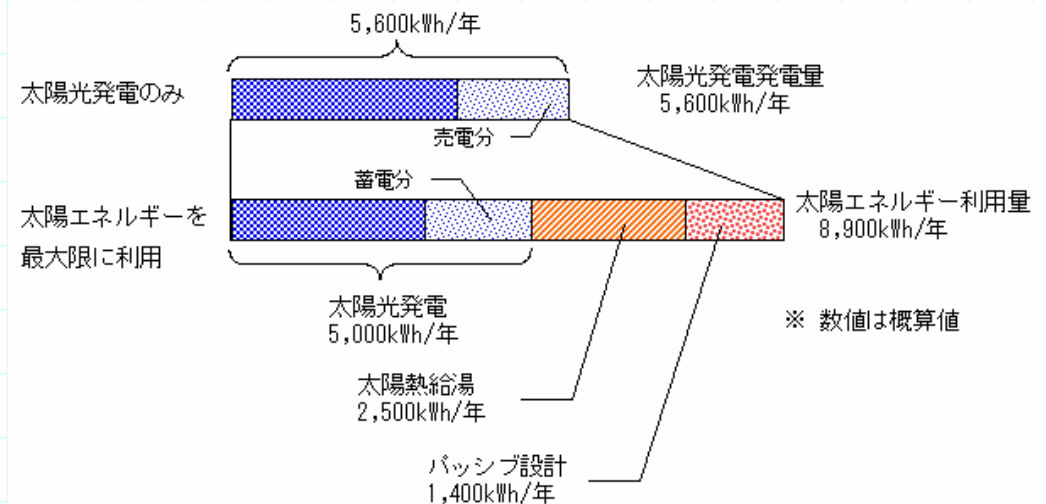 5,600kWh/年
太陽光発電のみ
太陽光発電発電量
5,600kWh/年
売電分
蓄電分
太陽エネルギーを
最大限に利用
太陽エネルギー利用量
8,900kWh/年
太陽光発電
5,000kWh/年
※ 数値は概算値
太陽熱給湯
2,500kWh/年
パッシブ設計
1,400kWh/年